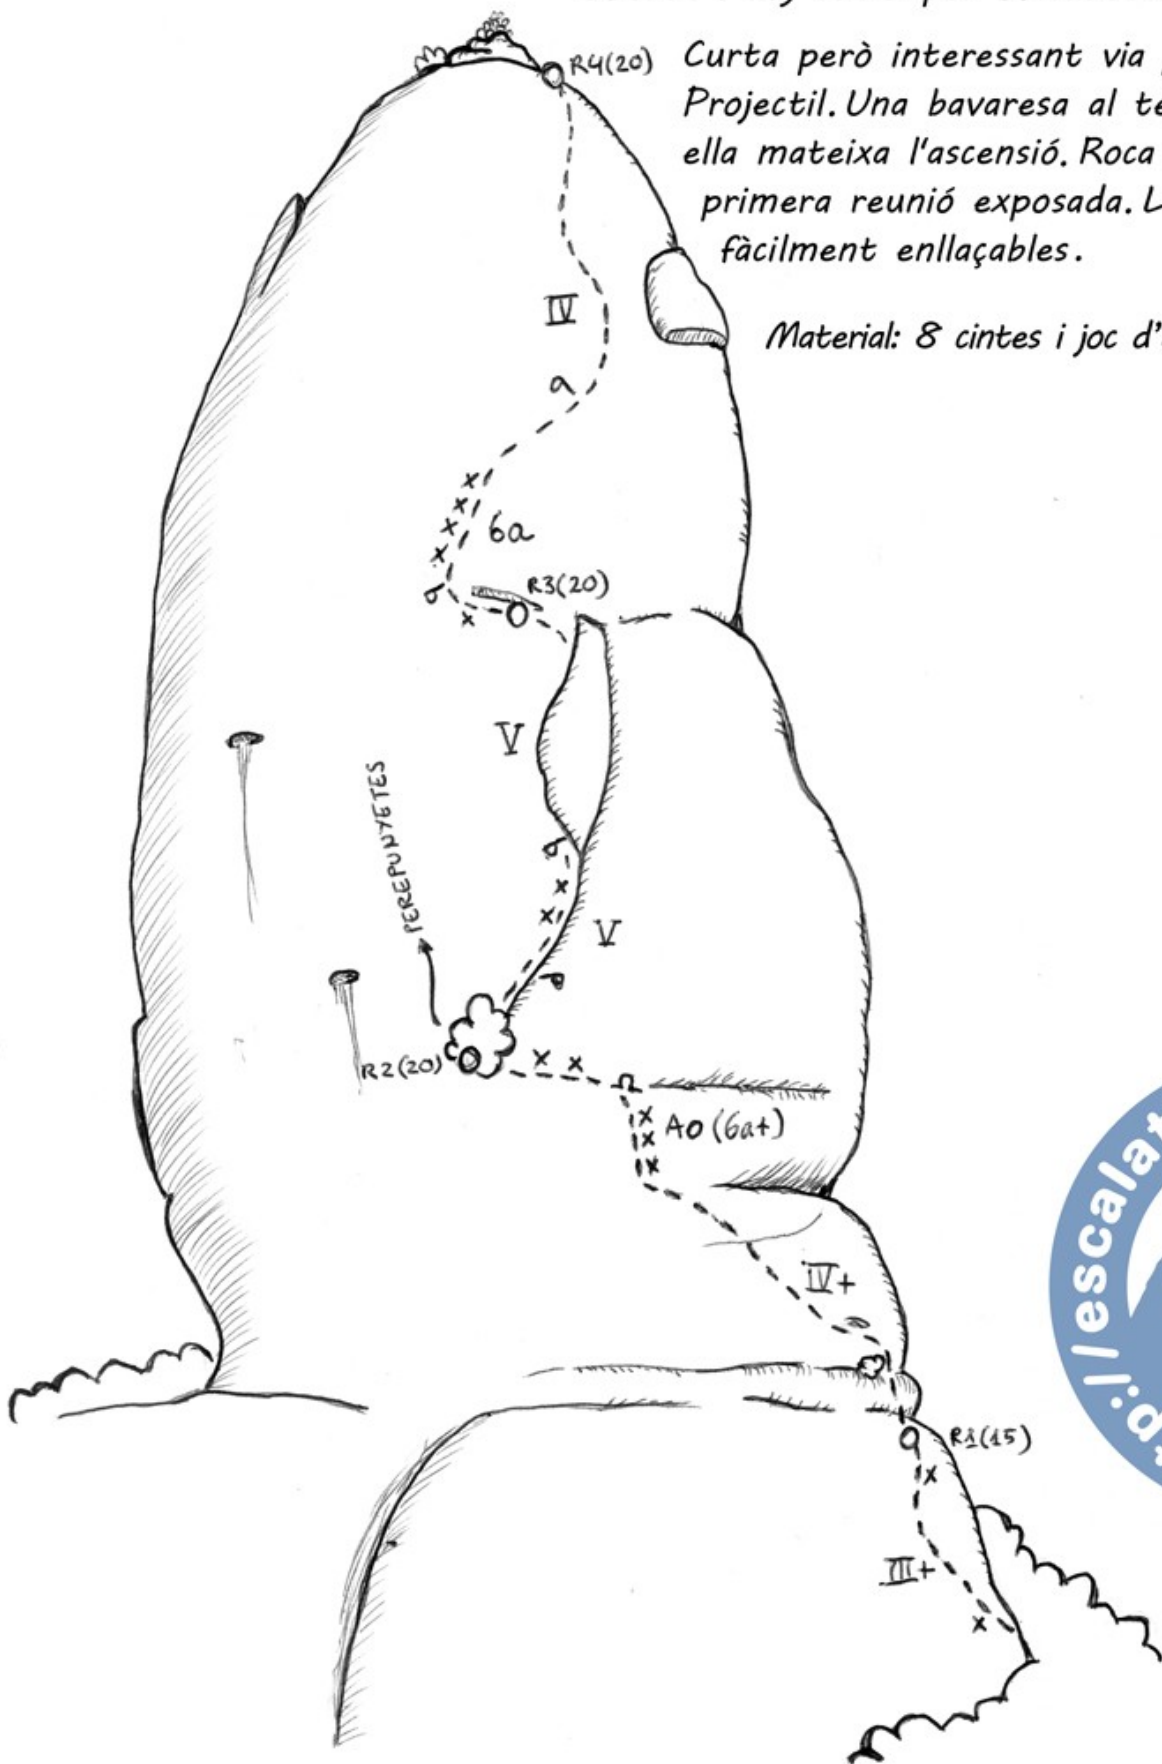 R4(20)
Curta però interessant via
Projectil. Una bavaresa al
ella mateixa l'ascensió. Roca
primera reunió exposada.
fàcilment enllaçables.
Material: 8 cintes i joc
IV
6a
R3(20)
V
PEREPUNYETES
V
R2(20)
A0 (6a+)
IV+
R1(15)
III+
p://escalat